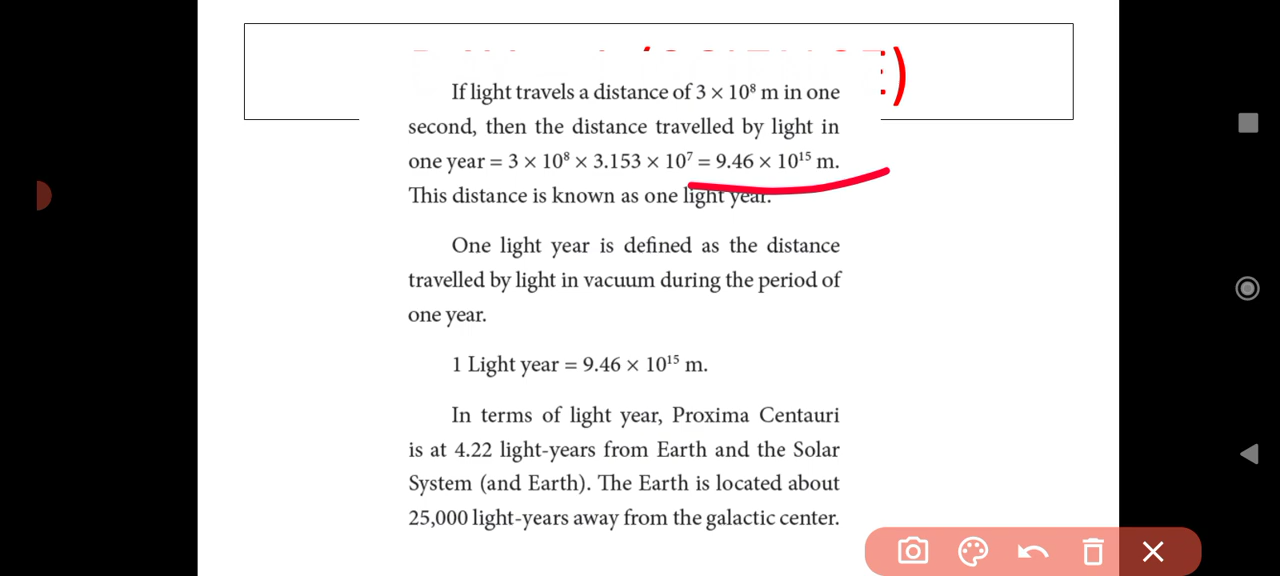 If light travels a distance of 3 × 10⁸ m in one
second, then the distance travelled by light in
one year = 3 × 10⁸ × 3.153 × 10⁷ = 9.46 × 10¹⁵ m.
This distance is known as one light year.
One light year is defined as the distance
travelled by light in vacuum during the period of
one year.
1 Light year = 9.46 × 10¹⁵ m.
In terms of light year, Proxima Centauri
is at 4.22 light-years from Earth and the Solar
System (and Earth). The Earth is located about
25,000 light-years away from the galactic center.